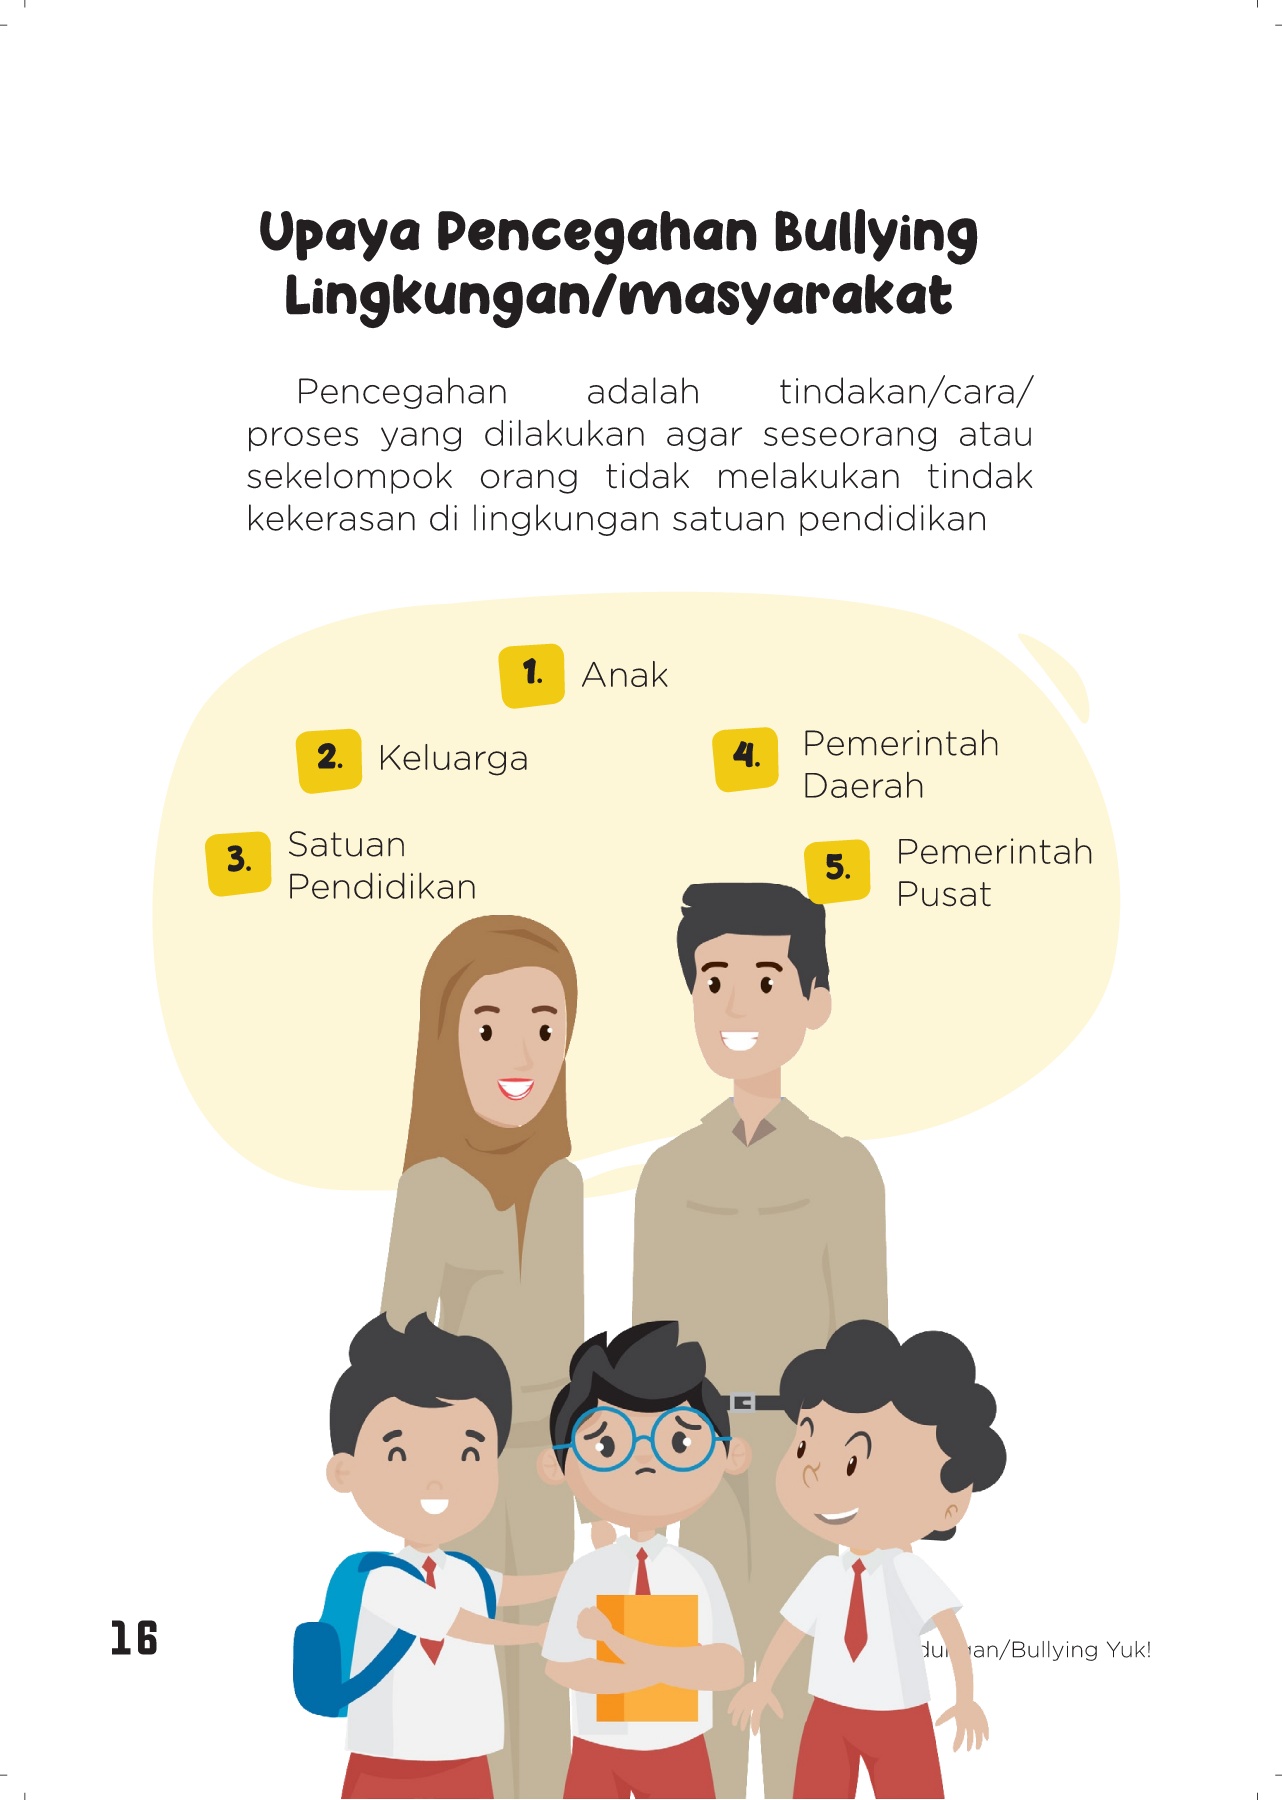 Upaya Pencegahan Bullying
Lingkungan/masyarakat
Pencegahan adalah tindakan/cara/
proses yang dilakukan agar seseorang atau
sekelompok orang tidak melakukan tindak
kekerasan di lingkungan satuan pendidikan
1. Anak
2. Keluarga
3. Satuan
Pendidikan
4. Pemerintah
Daerah
5. Pemerintah
Pusat
16
/Bullying Yuk!